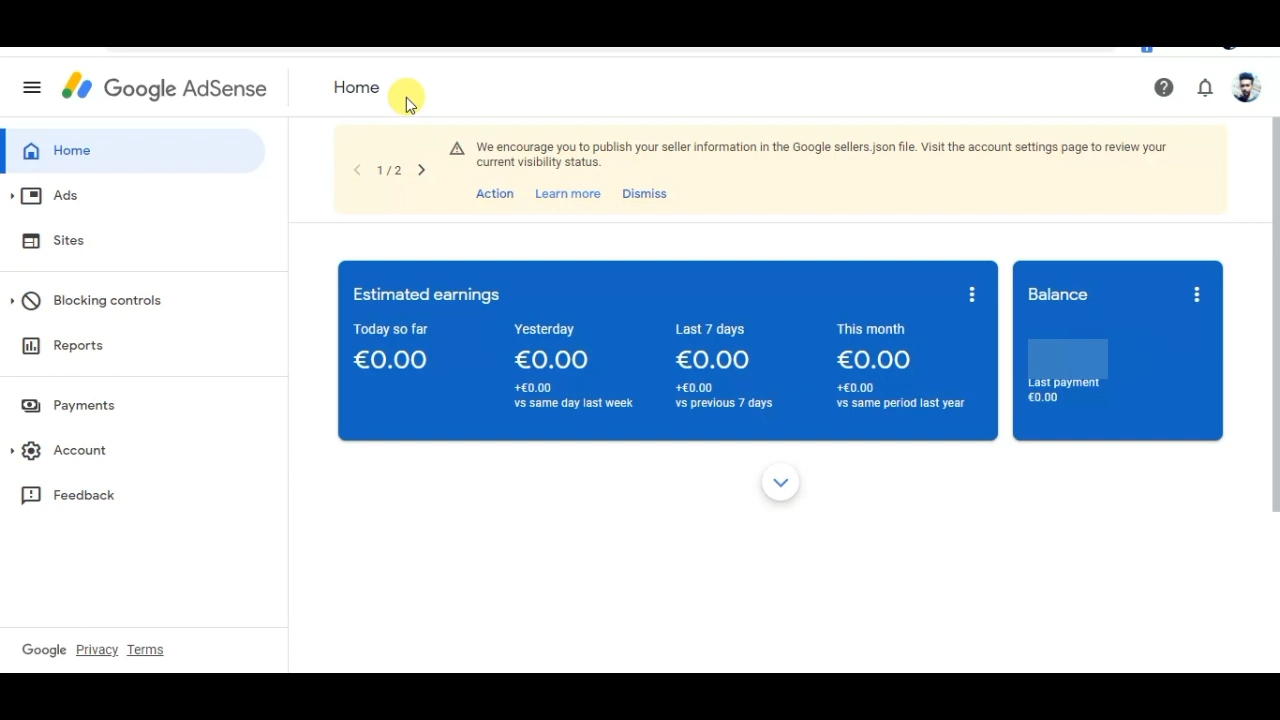 Google AdSense
Home
Home
Ads
Sites
Blocking controls
Reports
Payments
Account
Feedback
Google Privacy Terms
1 / 2
We encourage you to publish your seller information in the Google sellers.json file. Visit the account settings page to review your
current visibility status.
Action Learn more Dismiss
Estimated earnings
Today so far
€0.00
Yesterday
€0.00
+€0.00
vs same day last week
Last 7 days
€0.00
+€0.00
vs previous 7 days
This month
€0.00
+€0.00
vs same period last year
Balance
Last payment
€0.00